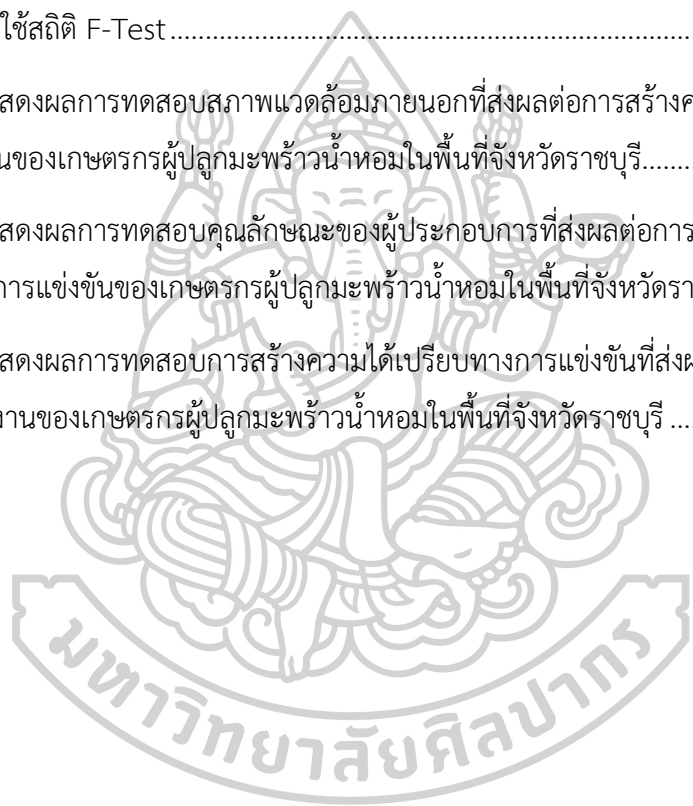 ใช้สถิติ F-Test.......................................................................
สดงผลการทดสอบสภาพแวดล้อมภายนอกที่ส่งผลต่อการสร้างค
นของเกษตรกรผู้ปลูกมะพร้าวน้ำหอมในพื้นที่จังหวัดราชบุรี........
สดงผลการทดสอบคุณลักษณะของผู้ประกอบการที่ส่งผลต่อการ
การแข่งขันของเกษตรกรผู้ปลูกมะพร้าวน้ำหอมในพื้นที่จังหวัดรา
สดงผลการทดสอบการสร้างความได้เปรียบทางการแข่งขันที่ส่งผ
งานของเกษตรกรผู้ปลูกมะพร้าวน้ำหอมในพื้นที่จังหวัดราชบุรี ....
มหาวิทยาลัยศิลปากร